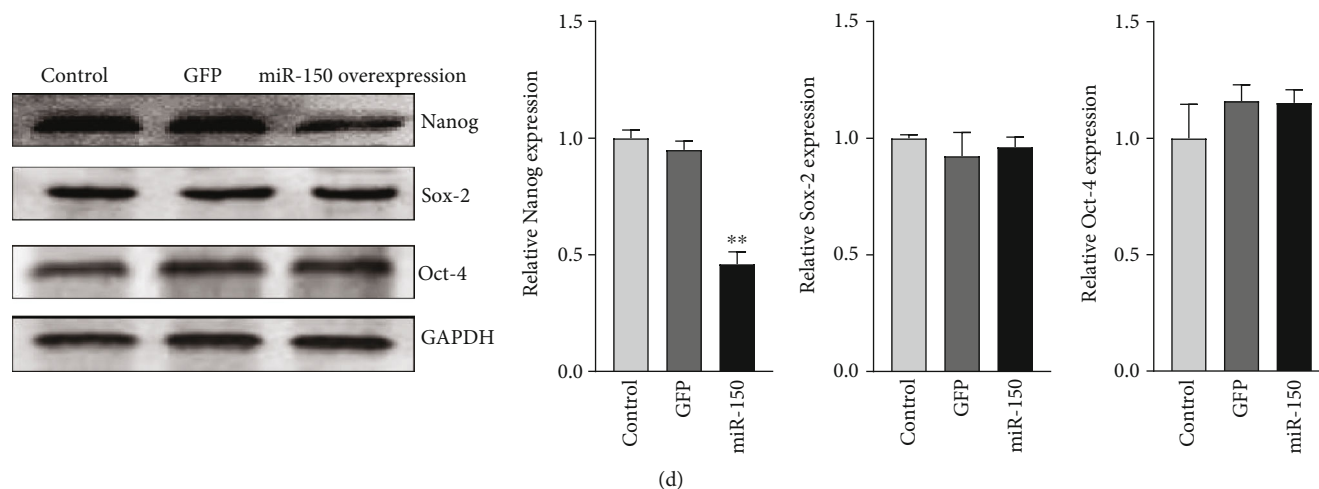 Control GFP miR-150 overexpression
Nanog
Sox-2
Oct-4
GAPDH
Relative Nanog expression
1.5
1.0
0.5
0.0
**
Control
GFP
miR-150
Relative Sox-2 expression
1.5
1.0
0.5
0.0
Control
GFP
miR-150
Relative Oct-4 expression
1.5
1.0
0.5
0.0
Control
GFP
miR-150
(d)